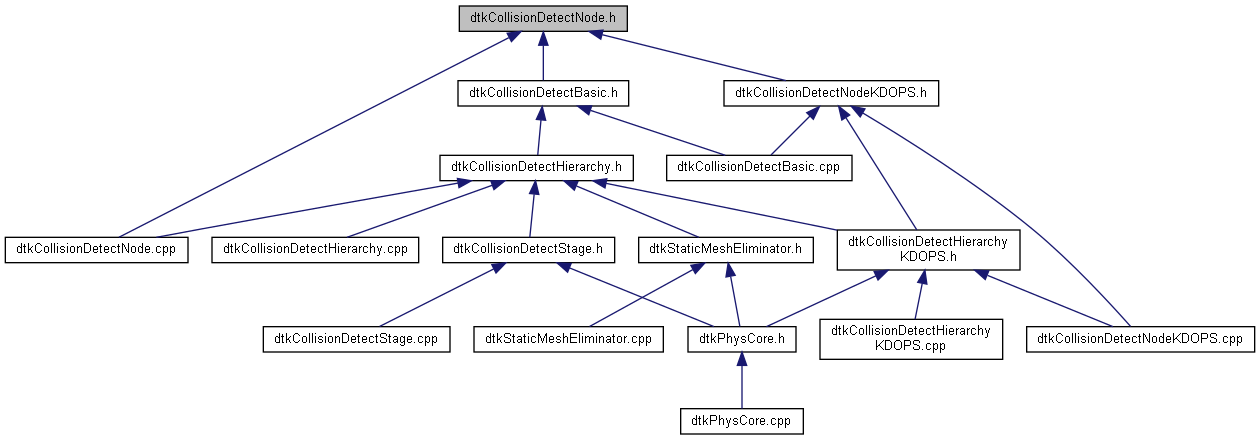 dtkCollisionDetectNode.h
dtkCollisionDetectBasic.h
dtkCollisionDetectNodeKDOPS.h
dtkCollisionDetectHierarchy.h
dtkCollisionDetectBasic.cpp
dtkCollisionDetectNode.cpp
dtkCollisionDetectHierarchy.cpp
dtkCollisionDetectStage.h
dtkStaticMeshEliminator.h
dtkCollisionDetectHierarchy
KDOPS.h
dtkCollisionDetectStage.cpp
dtkStaticMeshEliminator.cpp
dtkPhysCore.h
dtkCollisionDetectHierarchy
KDOPS.cpp
dtkCollisionDetectNodeKDOPS.cpp
dtkPhysCore.cpp